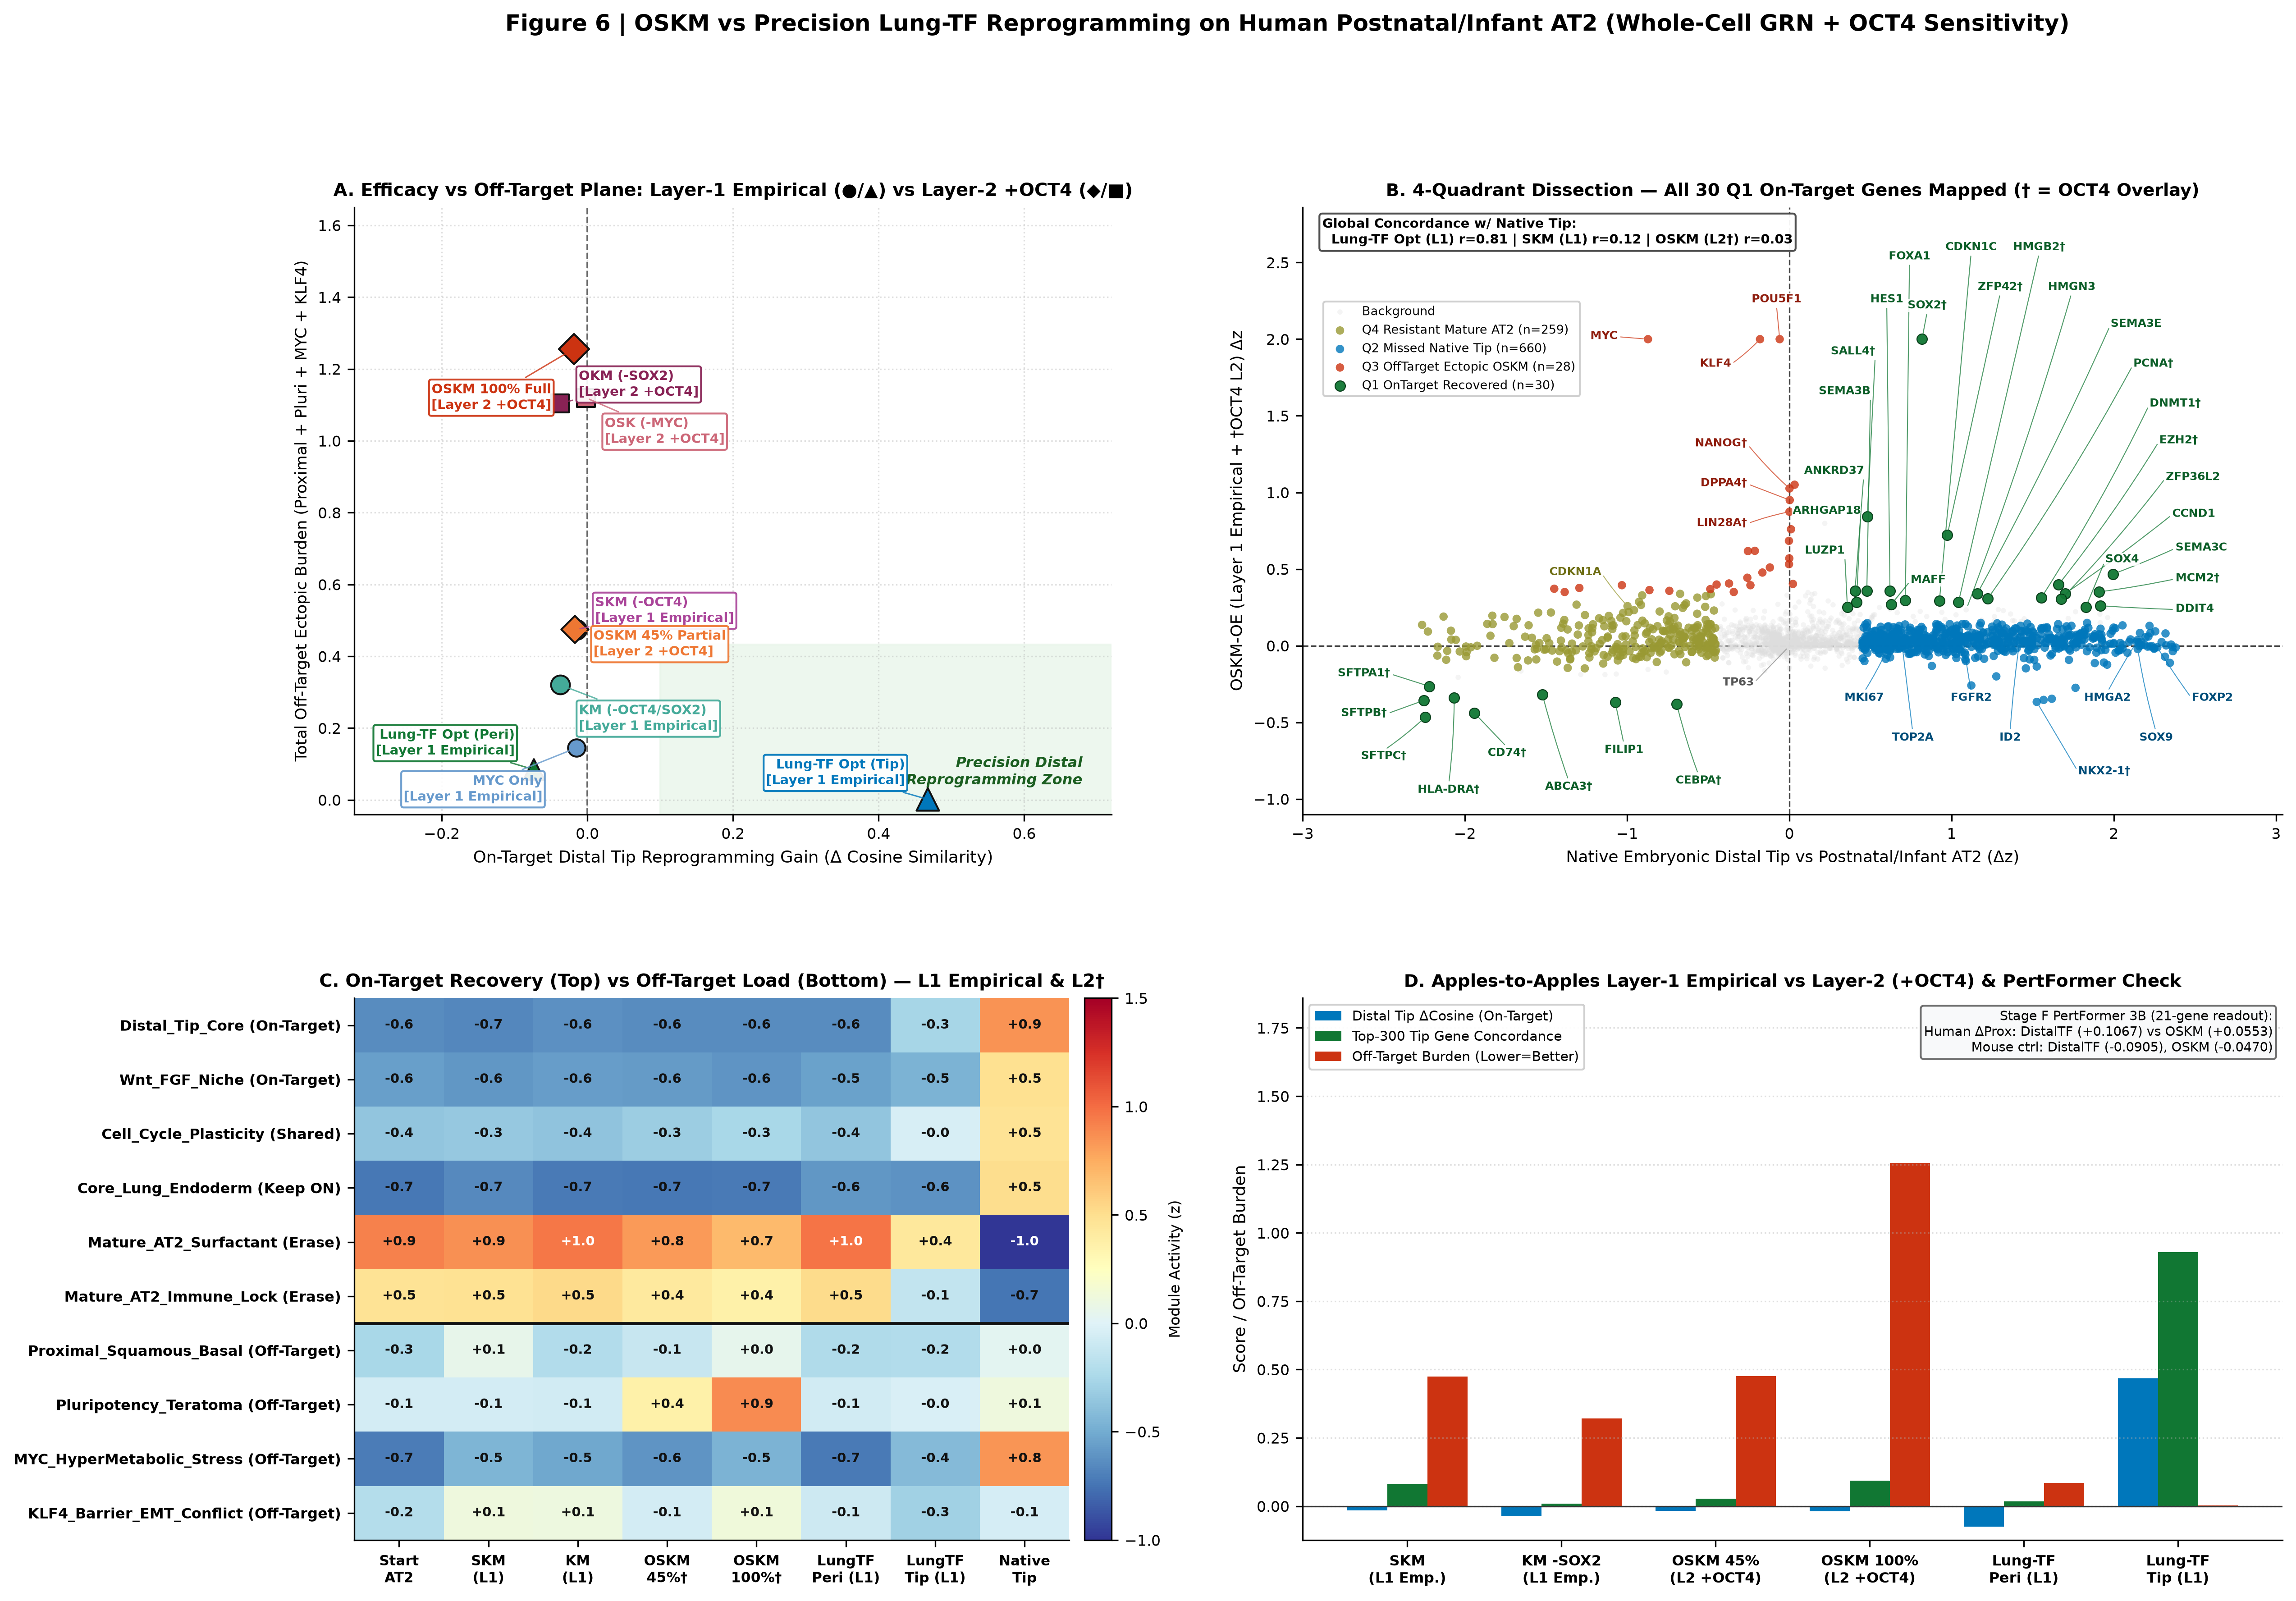 Figure 6 | OSKM vs Precision Lung-TF Reprogramming on Human Postnatal/Infant AT2 (Whole-Cell GRN + OCT4 Sensitivity)
A. Efficacy vs Off-Target Plane: Layer-1 Empirical (●/▲) vs Layer-2 +OCT4 (◆/■)
Total Off-Target Ectopic Burden (Proximal + Pluri + MYC + KLF4)
1.6
1.4
1.2
1.0
0.8
0.6
0.4
0.2
0.0
OSKM 100% Full
[Layer 2 +OCT4]
OKM (-SOX2)
[Layer 2 +OCT4]
OSK (-MYC)
[Layer 2 +OCT4]
SKM (-OCT4)
[Layer 1 Empirical]
OSKM 45% Partial
[Layer 2 +OCT4]
KM (-OCT4/SOX2)
[Layer 1 Empirical]
Lung-TF Opt (Peri)
[Layer 1 Empirical]
MYC Only
[Layer 1 Empirical]
Lung-TF Opt (Tip)
[Layer 1 Empirical]
Precision Distal
Reprogramming Zone
−0.2
0.0
0.2
0.4
0.6
On-Target Distal Tip Reprogramming Gain (Δ Cosine Similarity)
B. 4-Quadrant Dissection — All 30 Q1 On-Target Genes Mapped († = OCT4 Overlay)
OSKM-OE (Layer 1 Empirical + †OCT4 L2) Δz
2.5
2.0
1.5
1.0
0.5
0.0
−0.5
−1.0
Global Concordance w/ Native Tip:
Lung-TF Opt (L1) r=0.81 | SKM (L1) r=0.12 | OSKM (L2†) r=0.03
Background
Q4 Resistant Mature AT2 (n=259)
Q2 Missed Native Tip (n=660)
Q3 OffTarget Ectopic OSKM (n=28)
Q1 OnTarget Recovered (n=30)
CDKN1C
HMGB2†
FOXA1
ZFP42†
HMGN3
POU5F1
HES1
SOX2†
SEMA3E
MYC
KLF4
SALL4†
PCNA†
SEMA3B
DNMT1†
NANOG†
EZH2†
ANKRD37
ZFP36L2
DPPA4†
ARHGAP18
CCND1
LIN28A†
LUZP1
SEMA3C
SOX4
CDKN1A
MAFF
MCM2†
DDIT4
SFTPA1†
TP63
SFTPB†
MKI67
FGFR2
HMGA2
FOXP2
SFTPC†
CD74†
FILIP1
TOP2A
ID2
SOX9
HLA-DRA†
ABCA3†
CEBPA†
NKX2-1†
−3
−2
−1
0
1
2
3
Native Embryonic Distal Tip vs Postnatal/Infant AT2 (Δz)
C. On-Target Recovery (Top) vs Off-Target Load (Bottom) — L1 Empirical & L2†
Distal_Tip_Core (On-Target) -0.6 -0.7 -0.6 -0.6 -0.6 -0.6 -0.3 +0.9
Wnt_FGF_Niche (On-Target) -0.6 -0.6 -0.6 -0.6 -0.6 -0.5 -0.5 +0.5
Cell_Cycle_Plasticity (Shared) -0.4 -0.3 -0.4 -0.3 -0.3 -0.4 -0.0 +0.5
Core_Lung_Endoderm (Keep ON) -0.7 -0.7 -0.7 -0.7 -0.7 -0.6 -0.6 +0.5
Mature_AT2_Surfactant (Erase) +0.9 +0.9 +1.0 +0.8 +0.7 +1.0 +0.4 -1.0
Mature_AT2_Immune_Lock (Erase) +0.5 +0.5 +0.5 +0.4 +0.4 +0.5 -0.1 -0.7
Proximal_Squamous_Basal (Off-Target) -0.3 +0.1 -0.2 -0.1 +0.0 -0.2 -0.2 +0.0
Pluripotency_Teratoma (Off-Target) -0.1 -0.1 -0.1 +0.4 +0.9 -0.1 -0.0 +0.1
MYC_HyperMetabolic_Stress (Off-Target) -0.7 -0.5 -0.5 -0.6 -0.5 -0.7 -0.4 +0.8
KLF4_Barrier_EMT_Conflict (Off-Target) -0.2 +0.1 +0.1 -0.1 +0.1 -0.1 -0.3 -0.1
Start SKM KM OSKM OSKM LungTF LungTF Native
AT2 (L1) (L1) 45%† 100%† Peri (L1) Tip (L1) Tip
1.5
1.0
0.5
0.0
−0.5
−1.0
Module Activity (z)
D. Apples-to-Apples Layer-1 Empirical vs Layer-2 (+OCT4) & PertFormer Check
Score / Off-Target Burden
1.75
1.50
1.25
1.00
0.75
0.50
0.25
0.00
Distal Tip ΔCosine (On-Target)
Top-300 Tip Gene Concordance
Off-Target Burden (Lower=Better)
Stage F PertFormer 3B (21-gene readout):
Human ΔProx: DistalTF (+0.1067) vs OSKM (+0.0553)
Mouse ctrl: DistalTF (-0.0905), OSKM (-0.0470)
SKM KM -SOX2 OSKM 45% OSKM 100% Lung-TF Lung-TF
(L1 Emp.) (L1 Emp.) (L2 +OCT4) (L2 +OCT4) Peri (L1) Tip (L1)